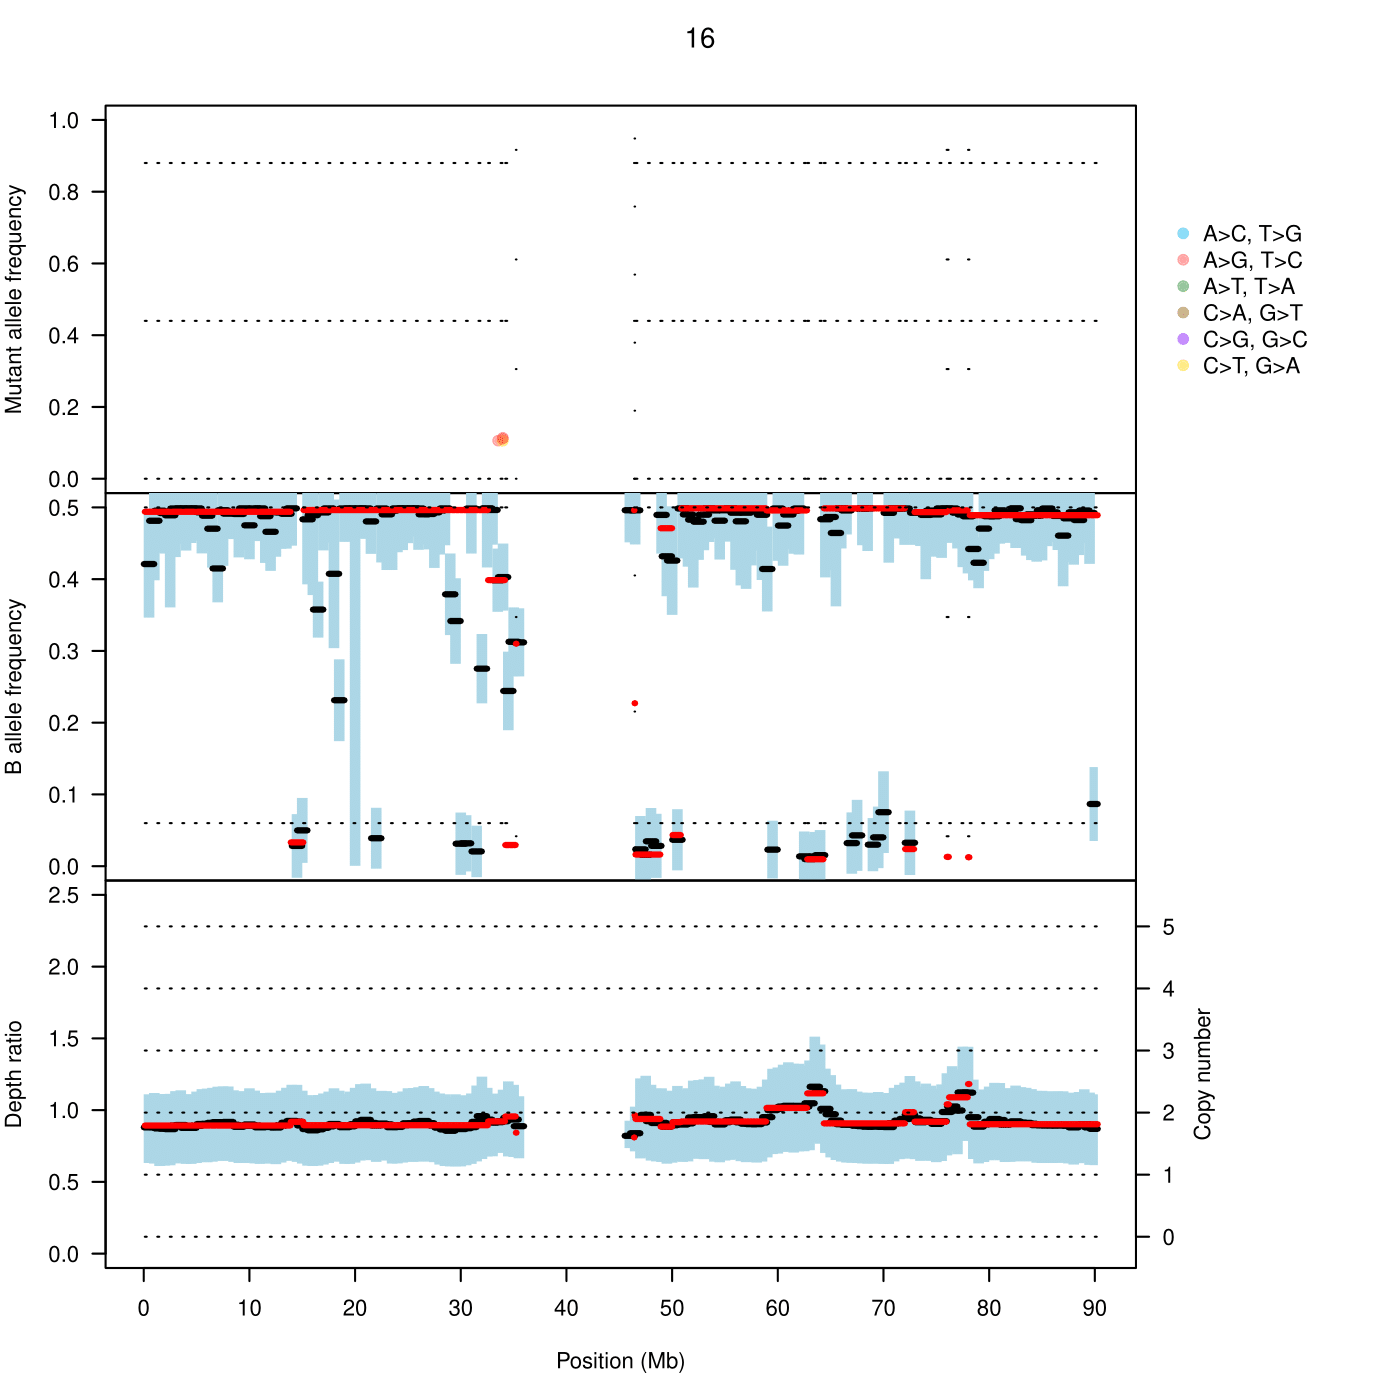 16
Mutant allele frequency
1.0
0.8
0.6
0.4
0.2
0.0
A>C, T>G
A>G, T>C
A>T, T>A
C>A, G>T
C>G, G>C
C>T, G>A
B allele frequency
0.5
0.4
0.3
0.2
0.1
0.0
Depth ratio
2.5
2.0
1.5
1.0
0.5
0.0
5
4
3
2
1
0
Copy number
0 10 20 30 40 50 60 70 80 90
Position (Mb)